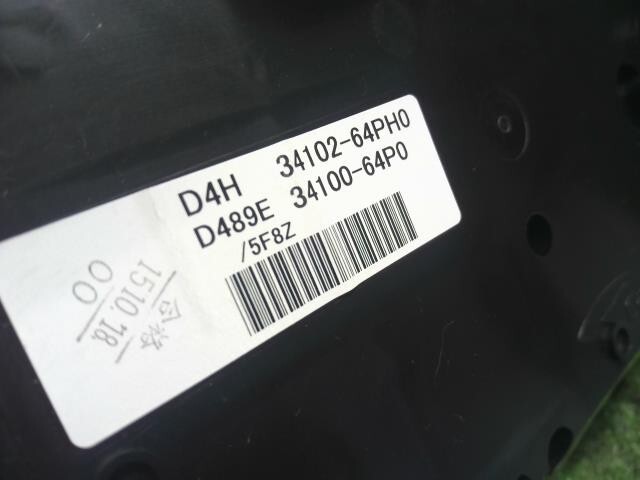 D4H 34102-64PH0
D489E 34100-64P0
/5F8Z
合格
15.10.18
00